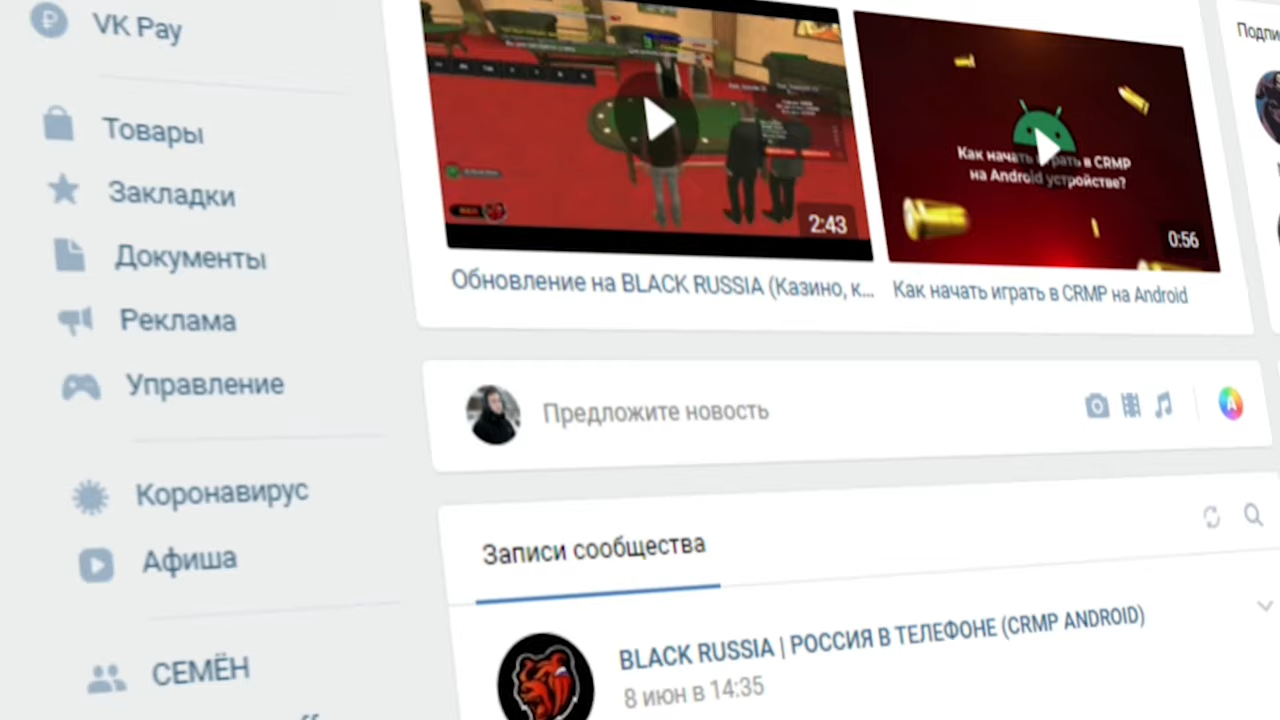 VK Pay
Товары
Закладки
Документы
Реклама
Управление
Коронавирус
Афиша
СЕМЁН
2:43
Обновление на BLACK RUSSIA (Казино, к...
Как начать играть в CRMP
на Android устройстве?
0:56
Как начать играть в CRMP на Android
Предложите новость
Записи сообщества
BLACK RUSSIA | РОССИЯ В ТЕЛЕФОНЕ (CRMP ANDROID)
8 июн в 14:35